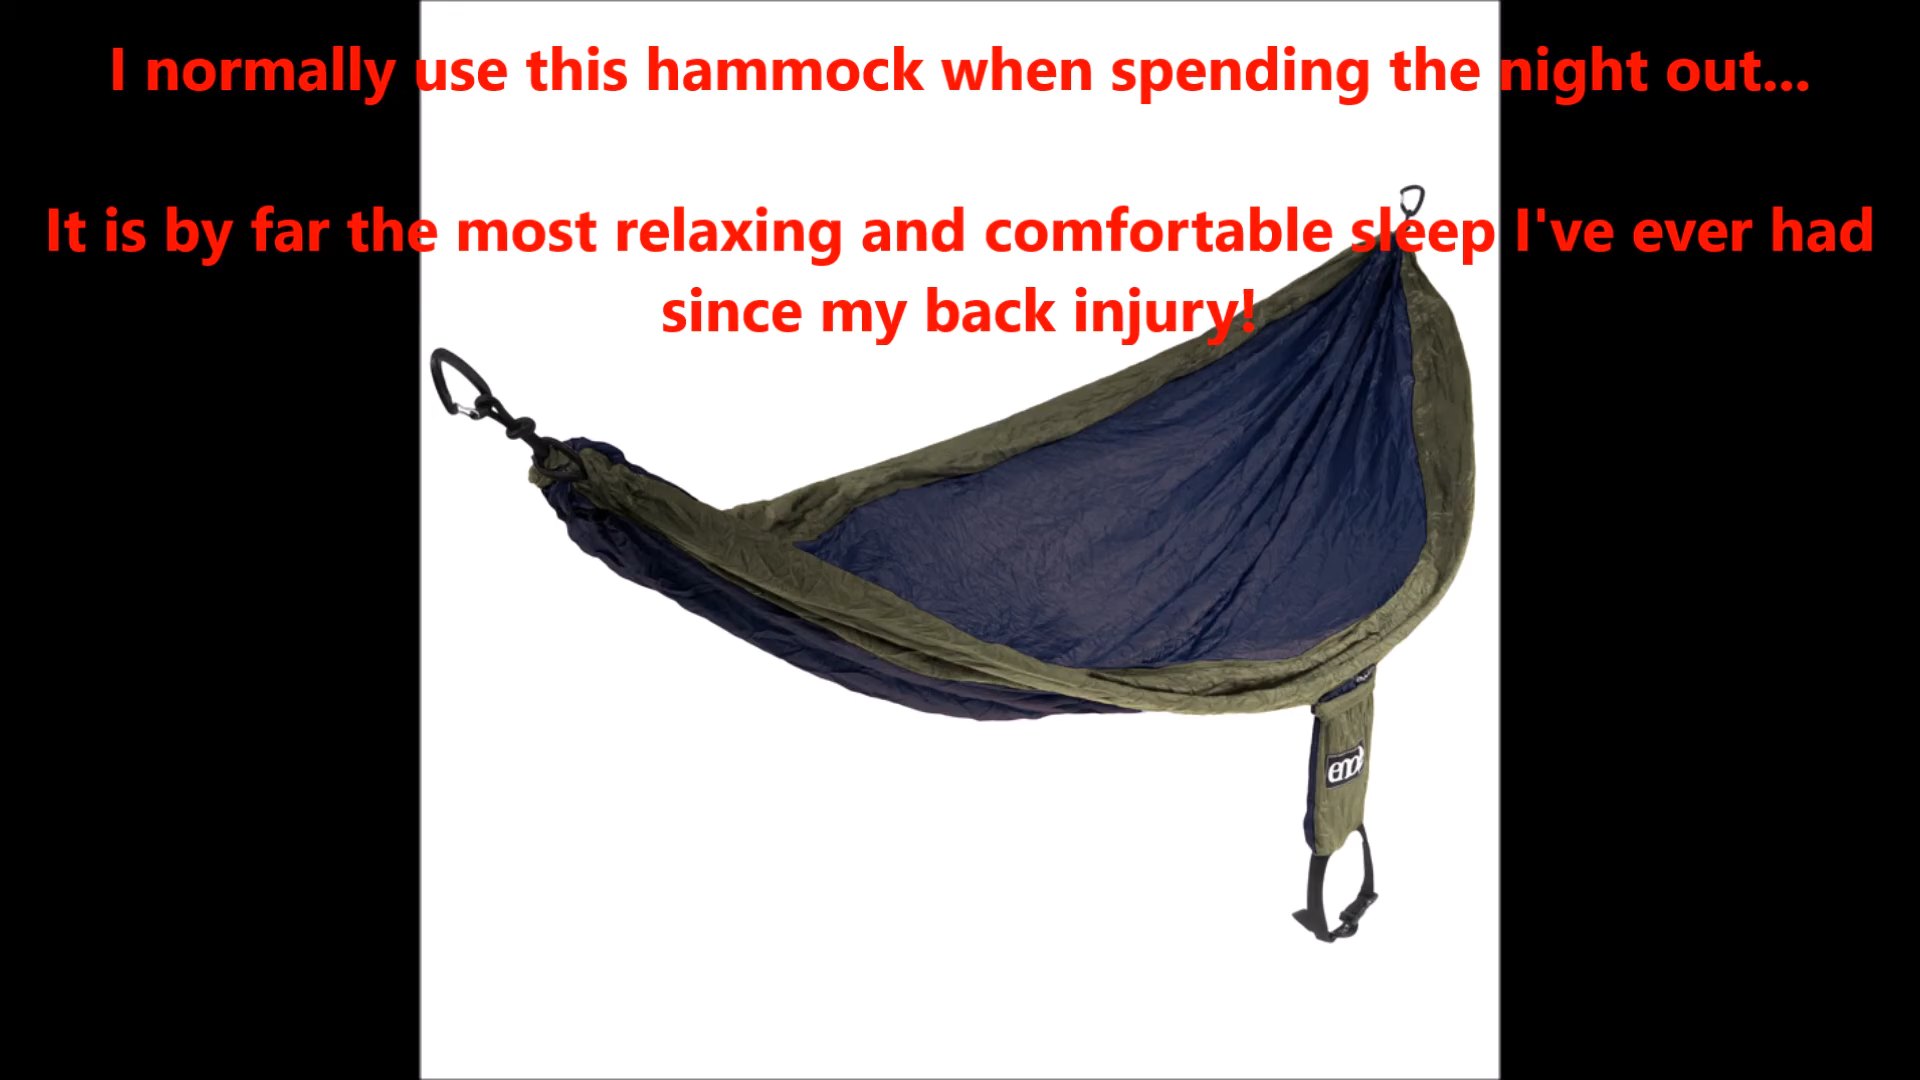 I normally use this hammock when spending the night out...
It is by far the most relaxing and comfortable sleep I've ever had
since my back injury!
eno